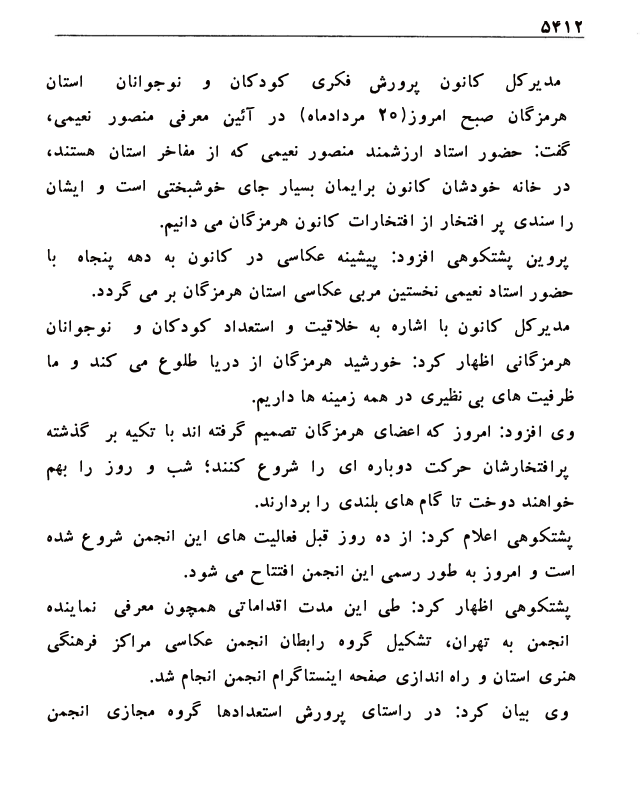 ۵۴۱۲
مدیرکل کانون پرورش فکری کودکان و نوجوانان استان
هرمزگان صبح امروز(۲۰ مردادماه) در آئین معرفی منصور نعیمی،
گفت: حضور استاد ارزشمند منصور نعیمی که از مفاخر استان هستند،
در خانه خودشان کانون برایمان بسیار جای خوشبختی است و ایشان
را سندی پر افتخار از افتخارات کانون هرمزگان می دانیم.
پروین پشتکوهی افزود: پیشینه عکاسی در کانون به دهه پنجاه با
حضور استاد نعیمی نخستین مربی عکاسی استان هرمزگان بر می گردد.
مدیرکل کانون با اشاره به خلاقیت و استعداد کودکان و نوجوانان
هرمزگانی اظهار کرد: خورشید هرمزگان از دریا طلوع می کند و ما
ظرفیت های بی نظیری در همه زمینه ها داریم.
وی افزود: امروز که اعضای هرمزگان تصمیم گرفته اند با تکیه بر گذشته
پرافتخارشان حرکت دوباره ای را شروع کنند؛ شب و روز را بهم
خواهند دوخت تا گام های بلندی را بردارند.
پشتکوهی اعلام کرد: از ده روز قبل فعالیت های این انجمن شروع شده
است و امروز به طور رسمی این انجمن افتتاح می شود.
پشتکوهی اظهار کرد: طی این مدت اقداماتی همچون معرفی نماینده
انجمن به تهران، تشکیل گروه رابطان انجمن عکاسی مراکز فرهنگی
هنری استان و راه اندازی صفحه اینستاگرام انجمن انجام شد.
وی بیان کرد: در راستای پرورش استعدادها گروه مجازی انجمن